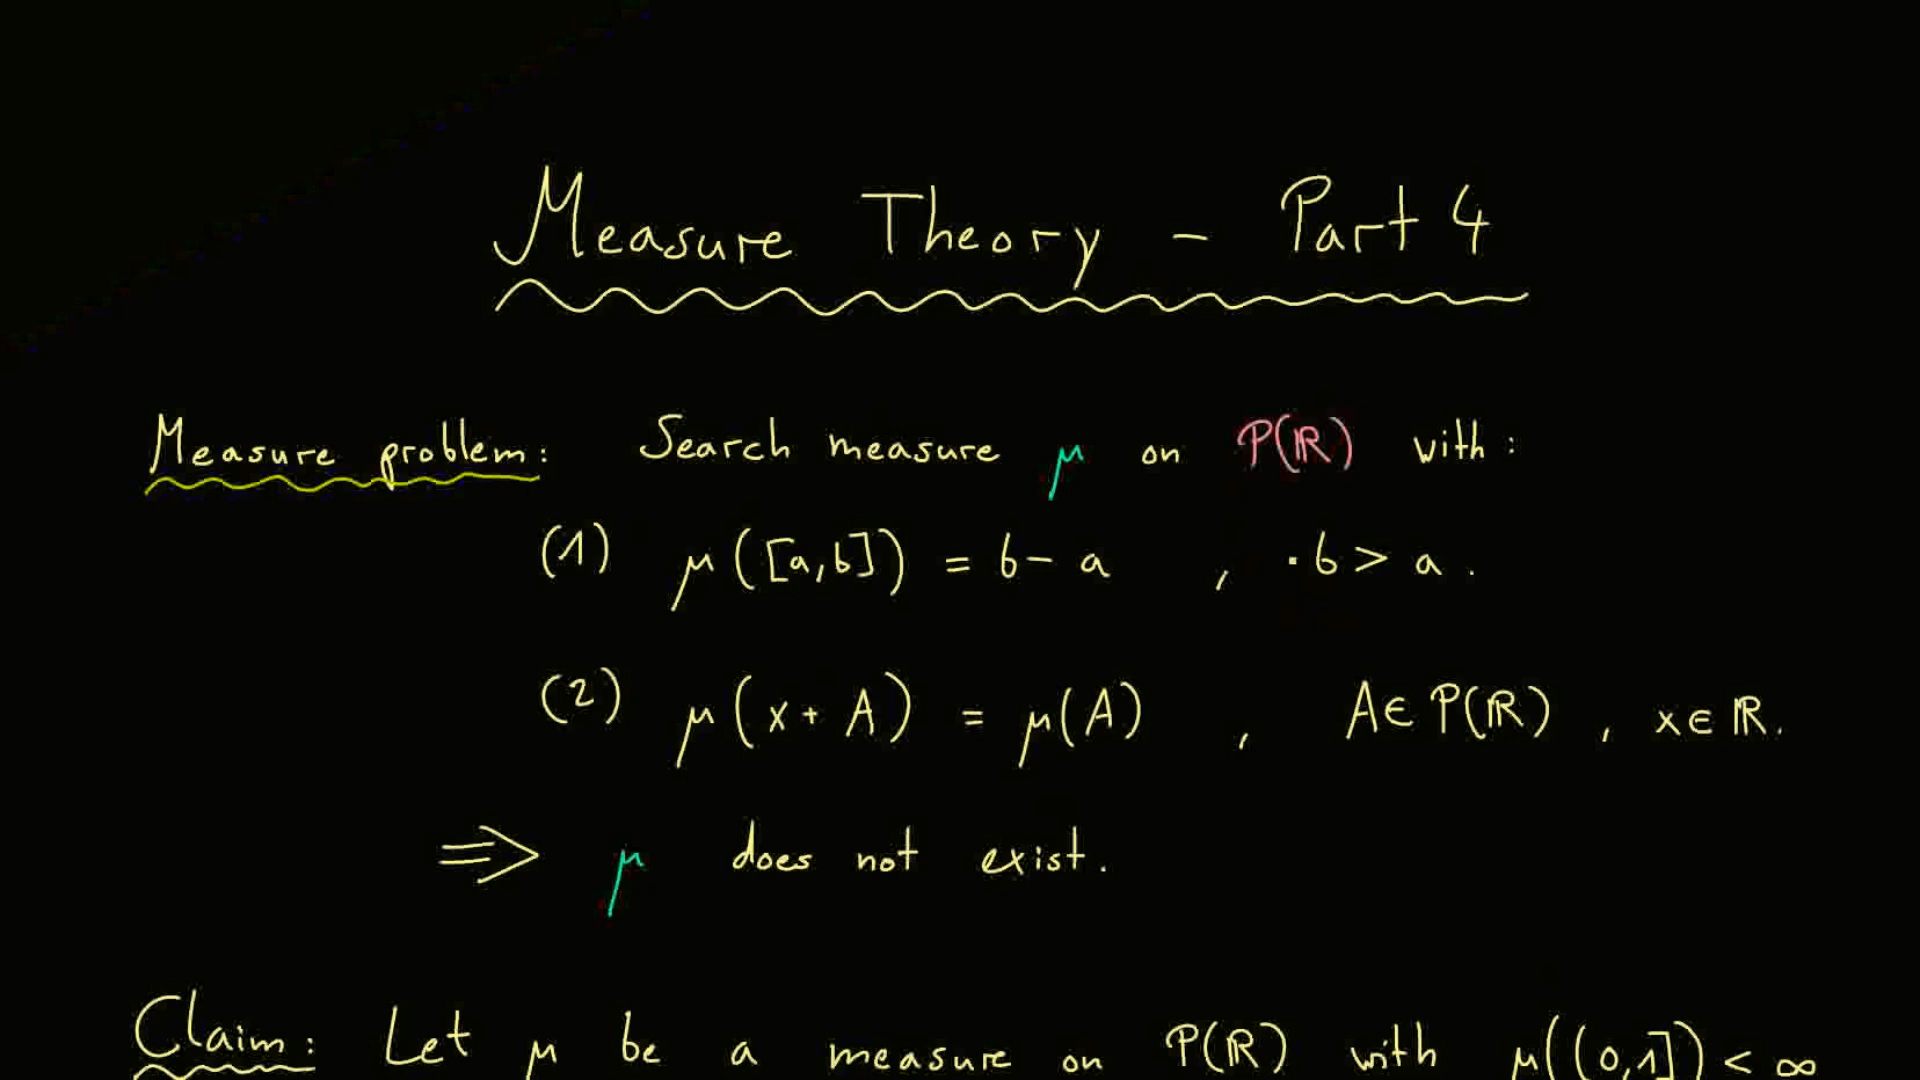 Measure Theory - Part 4
Measure problem: Search measure μ on P(ℝ) with:
(1) μ([a,b]) = b - a , · b > a .
(2) μ(x + A) = μ(A) , A ∈ P(ℝ) , x ∈ ℝ.
⟹ μ does not exist.
Claim: Let μ be a measure on P(ℝ) with μ((0,1]) < ∞